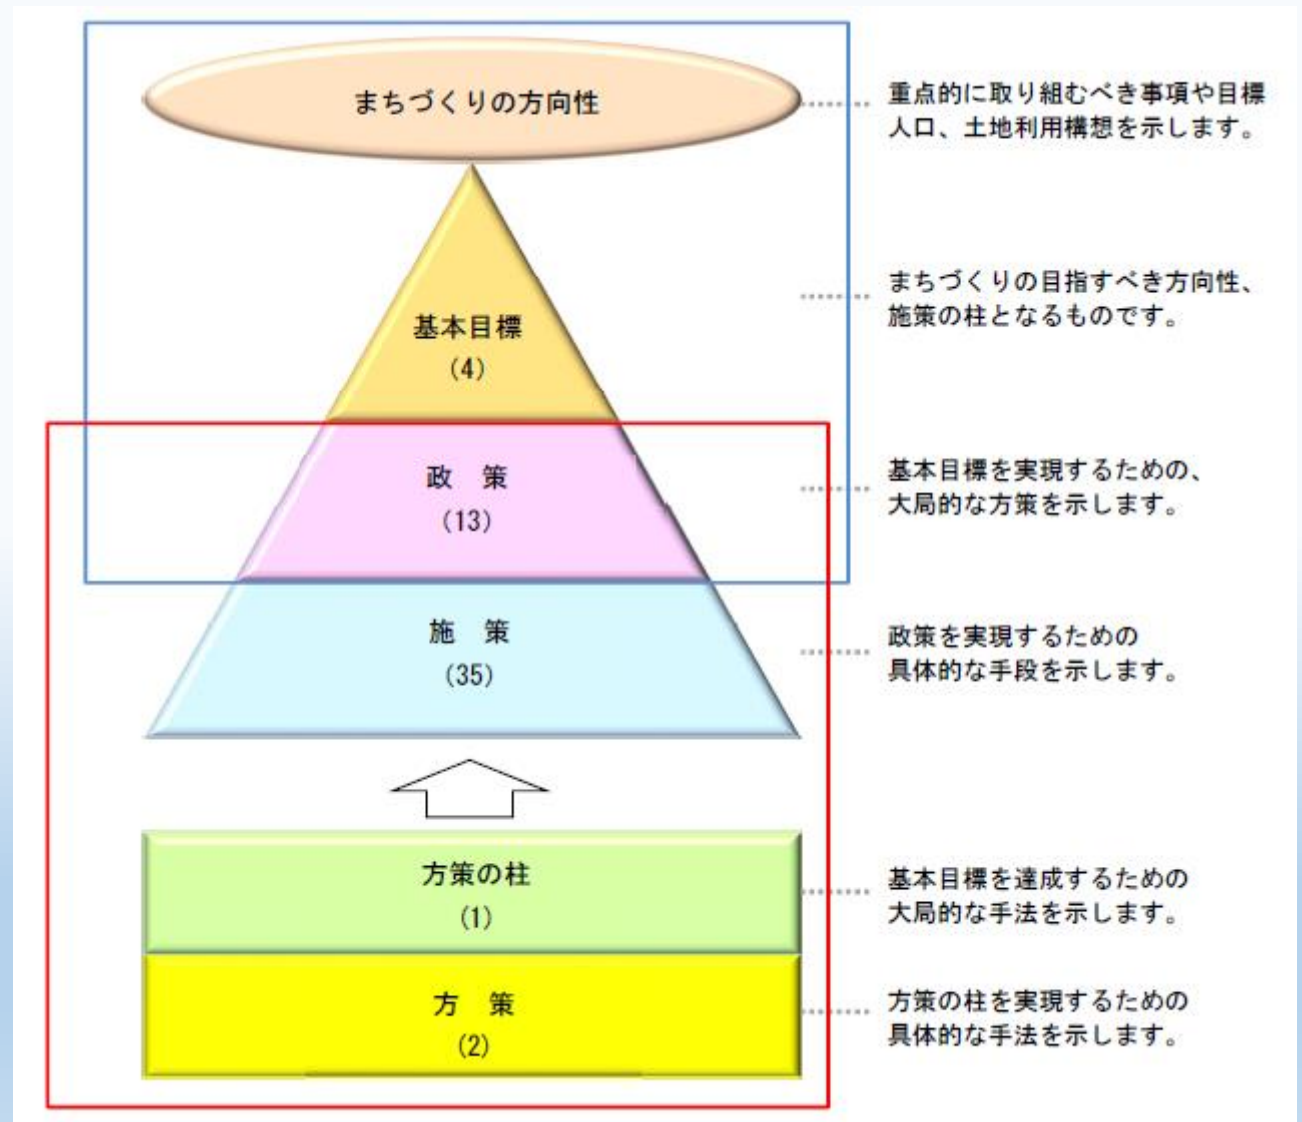 まちづくりの方向性
重点的に取り組むべき事項や目標
人口、土地利用構想を示します。
基本目標
(4)
まちづくりの目指すべき方向性、
施策の柱となるものです。
政　策
(13)
基本目標を実現するための、
大局的な方策を示します。
施　策
(35)
政策を実現するための
具体的な手段を示します。
方策の柱
(1)
基本目標を達成するための
大局的な手法を示します。
方　策
(2)
方策の柱を実現するための
具体的な手法を示します。